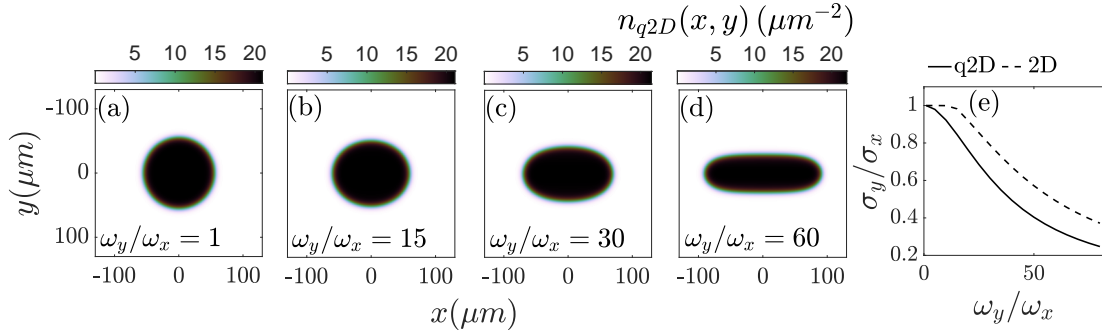 n_{q2D}(x, y) (μm^{-2})
5 10 15 20 5 10 15 20 5 10 15 20 5 10 15 20
q2D 2D
(a) (b) (c) (d) (e)
-100
0
100
y(μm)
ω_y/ω_x = 1 ω_y/ω_x = 15 ω_y/ω_x = 30 ω_y/ω_x = 60
-100 0 100 -100 0 100 -100 0 100 -100 0 100
x(μm)
σ_y/σ_x
1
0.8
0.6
0.4
0.2
0 50
ω_y/ω_x